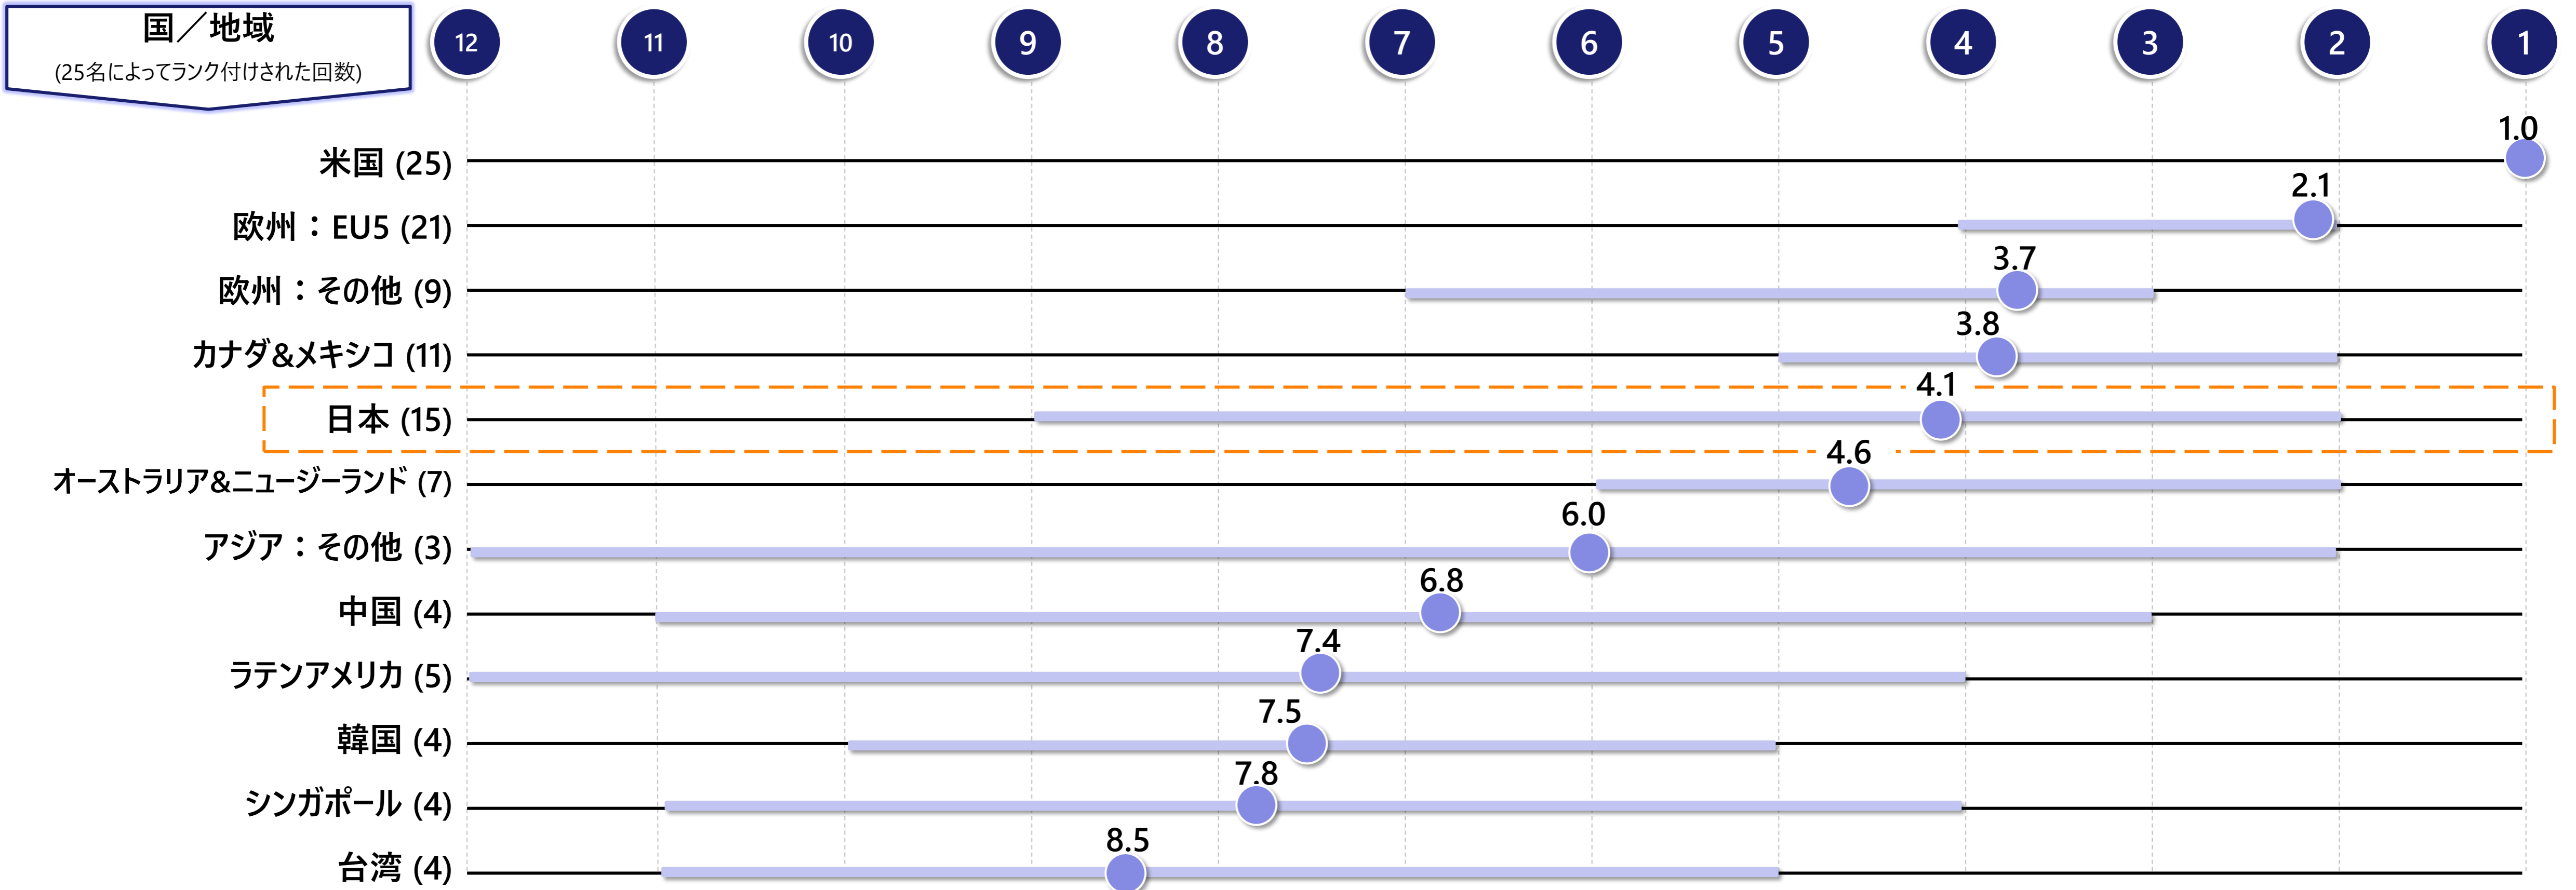 国／地域
(25名によってランク付けされた回数)
12 11 10 9 8 7 6 5 4 3 2 1
1.0
米国 (25)
2.1
欧州：EU5 (21)
3.7
欧州：その他 (9)
3.8
カナダ&メキシコ (11)
4.1
日本 (15)
4.6
オーストラリア&ニュージーランド (7)
6.0
アジア：その他 (3)
6.8
中国 (4)
7.4
ラテンアメリカ (5)
7.5
韓国 (4)
7.8
シンガポール (4)
8.5
台湾 (4)